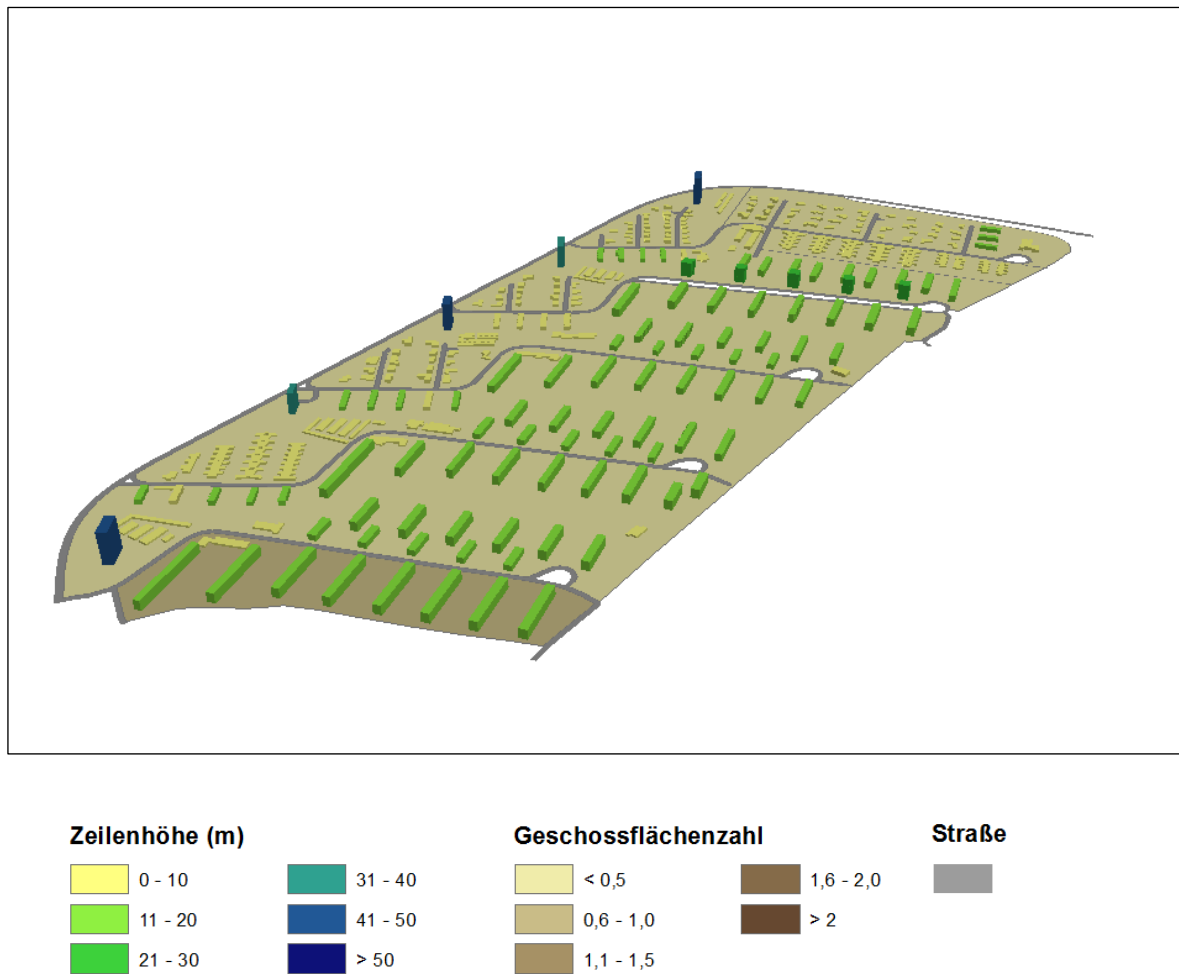 Zeilenhöhe (m)
0 - 10
11 - 20
21 - 30
31 - 40
41 - 50
> 50
Geschossflächenzahl
< 0,5
0,6 - 1,0
1,1 - 1,5
1,6 - 2,0
> 2
Straße